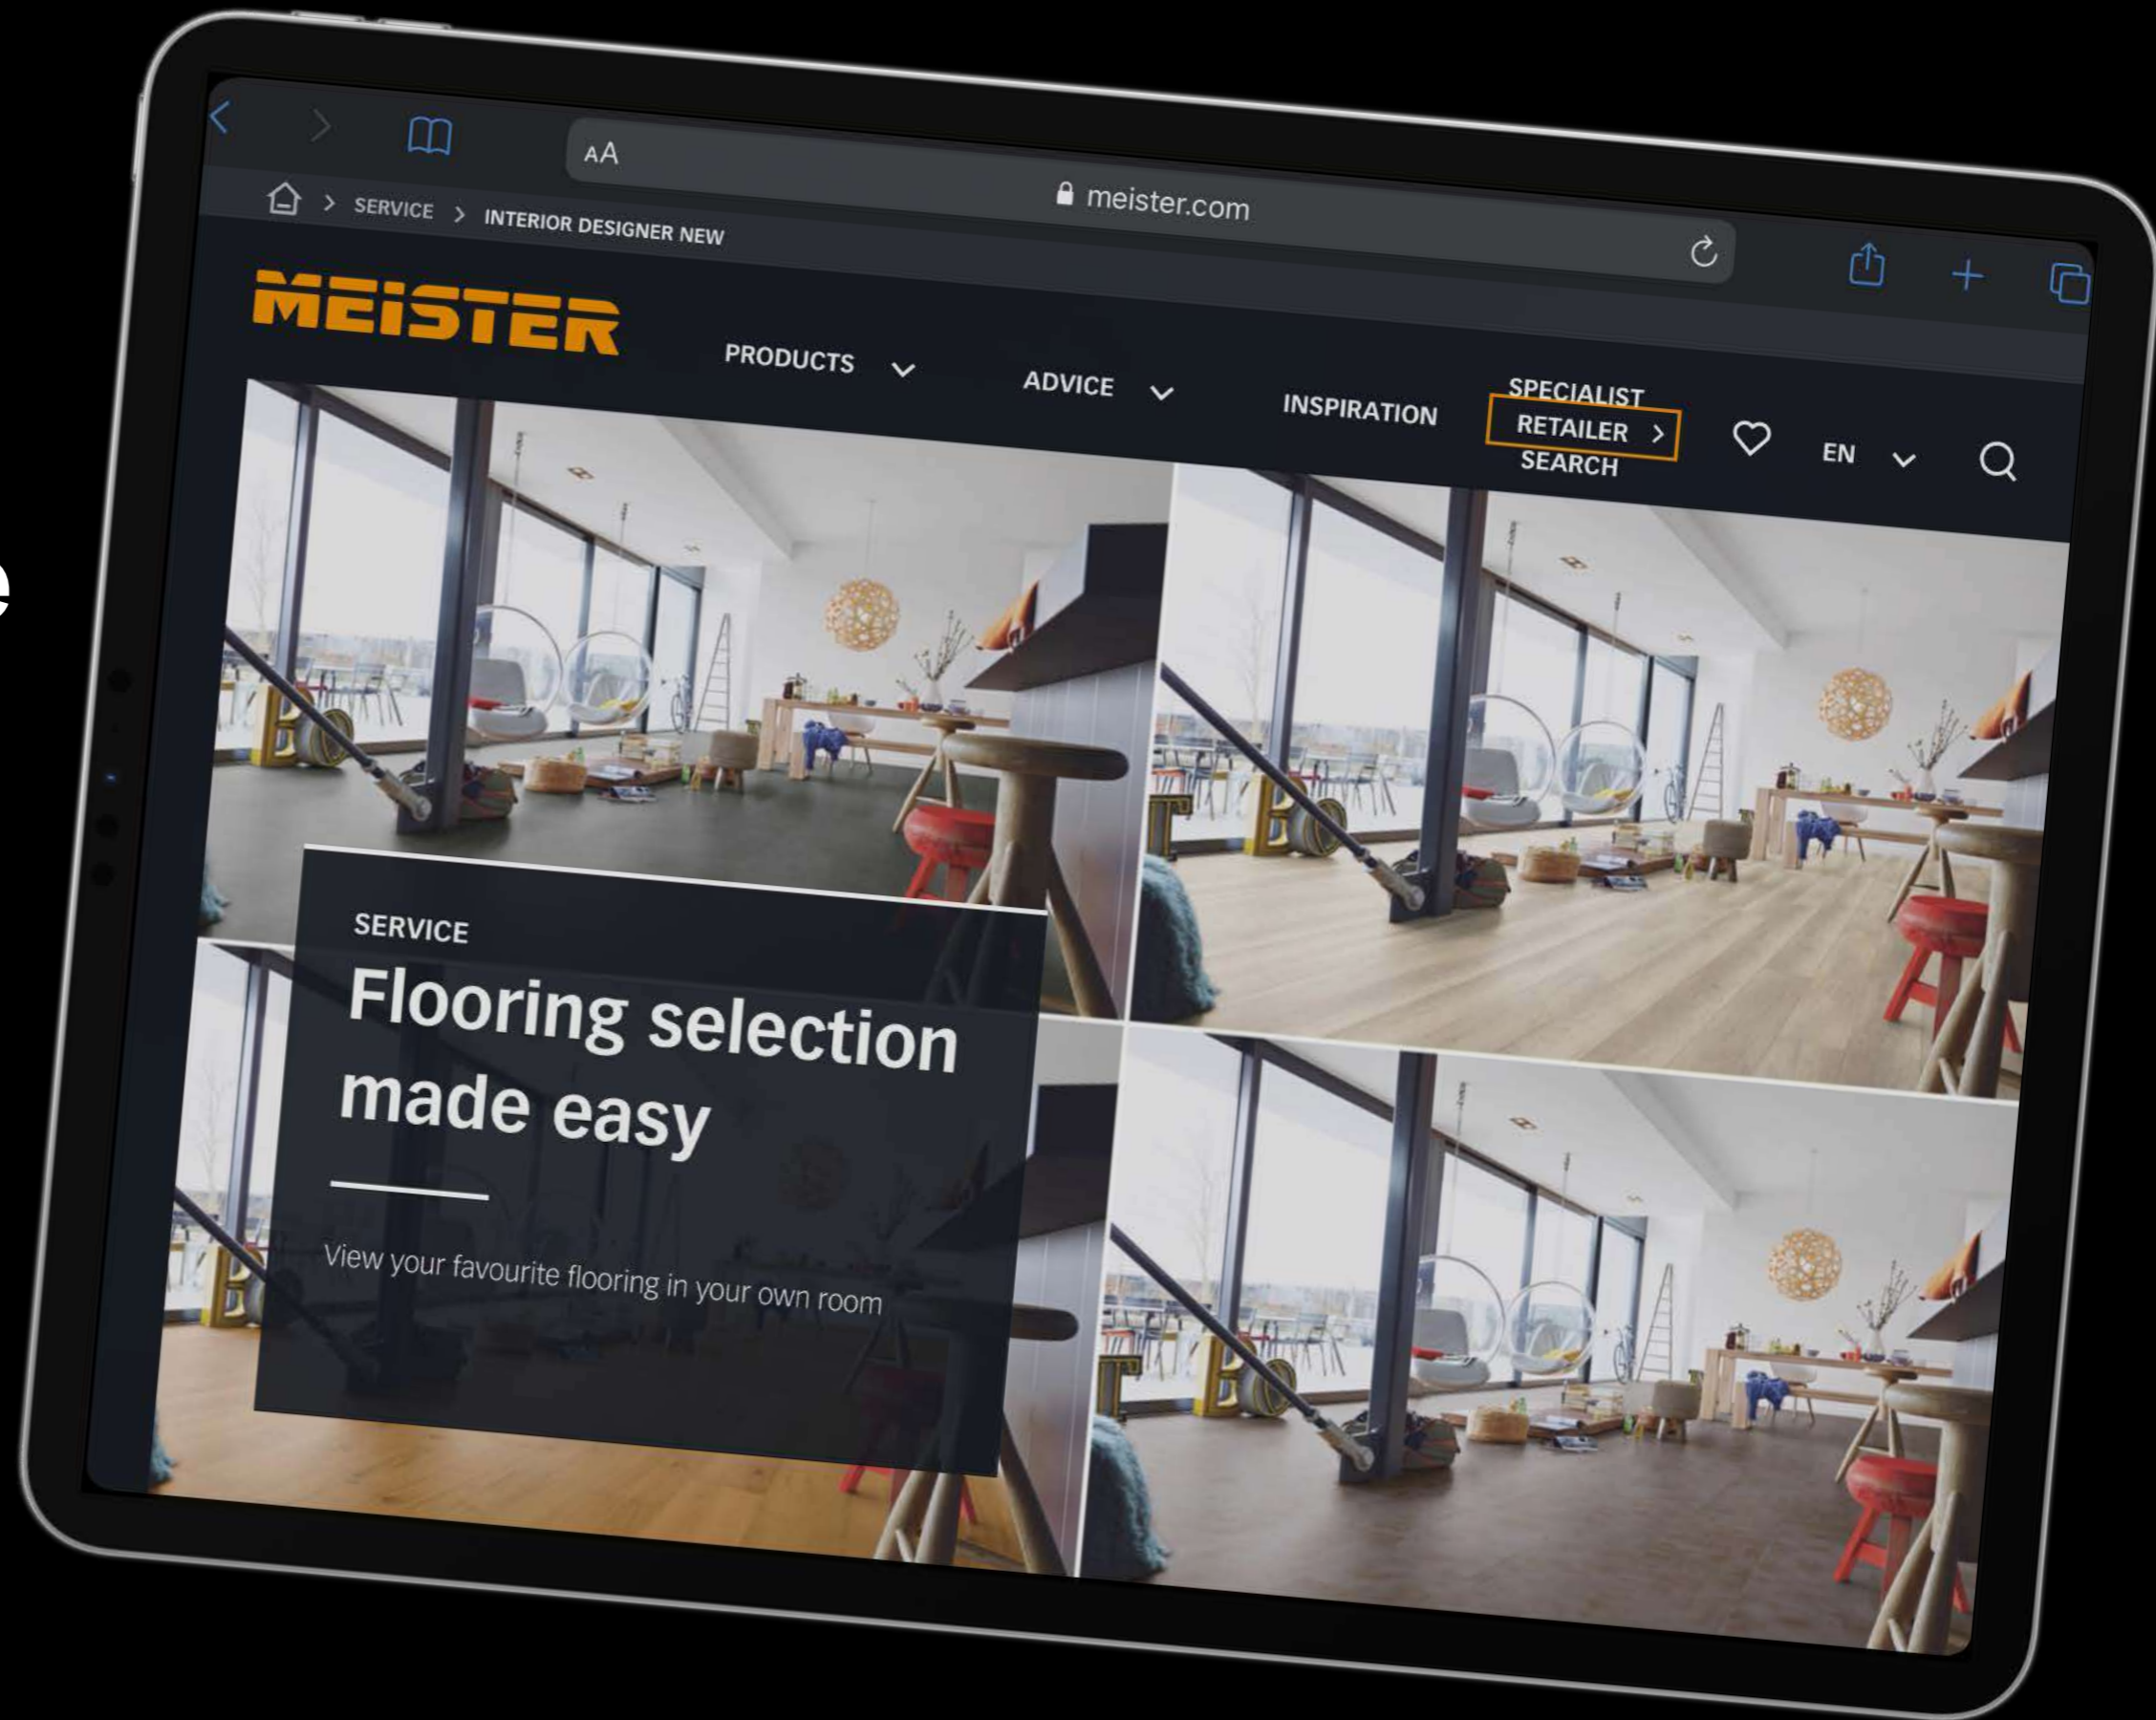 e
AA
meister.com
SERVICE > INTERIOR DESIGNER NEW
MEiSTER
PRODUCTS
ADVICE
INSPIRATION
SPECIALIST
RETAILER >
SEARCH
EN
SERVICE
Flooring selection
made easy
View your favourite flooring in your own room